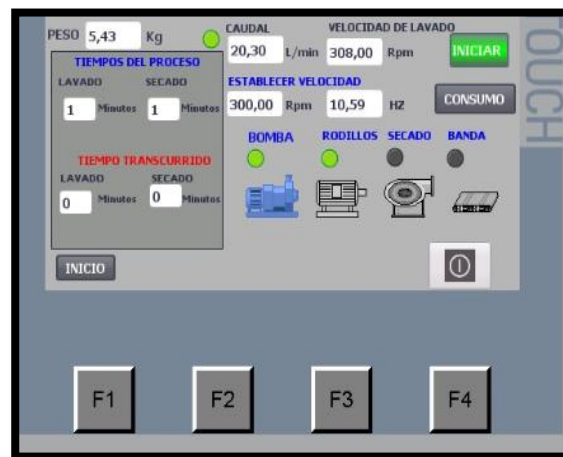 PESO 5,43 Kg
CAUDAL
20,30 L/min
VELOCIDAD DE LAVADO
308,00 Rpm
INICIAR
TIEMPOS DEL PROCESO
LAVADO SECADO
1 Minutos 1 Minutos
TIEMPO TRANSCURRIDO
LAVADO SECADO
0 Minutos 0 Minutos
ESTABLECER VELOCIDAD
300,00 Rpm 10,59 HZ
CONSUMO
BOMBA RODILLOS SECADO BANDA
INICIO
TOUCH
F1 F2 F3 F4